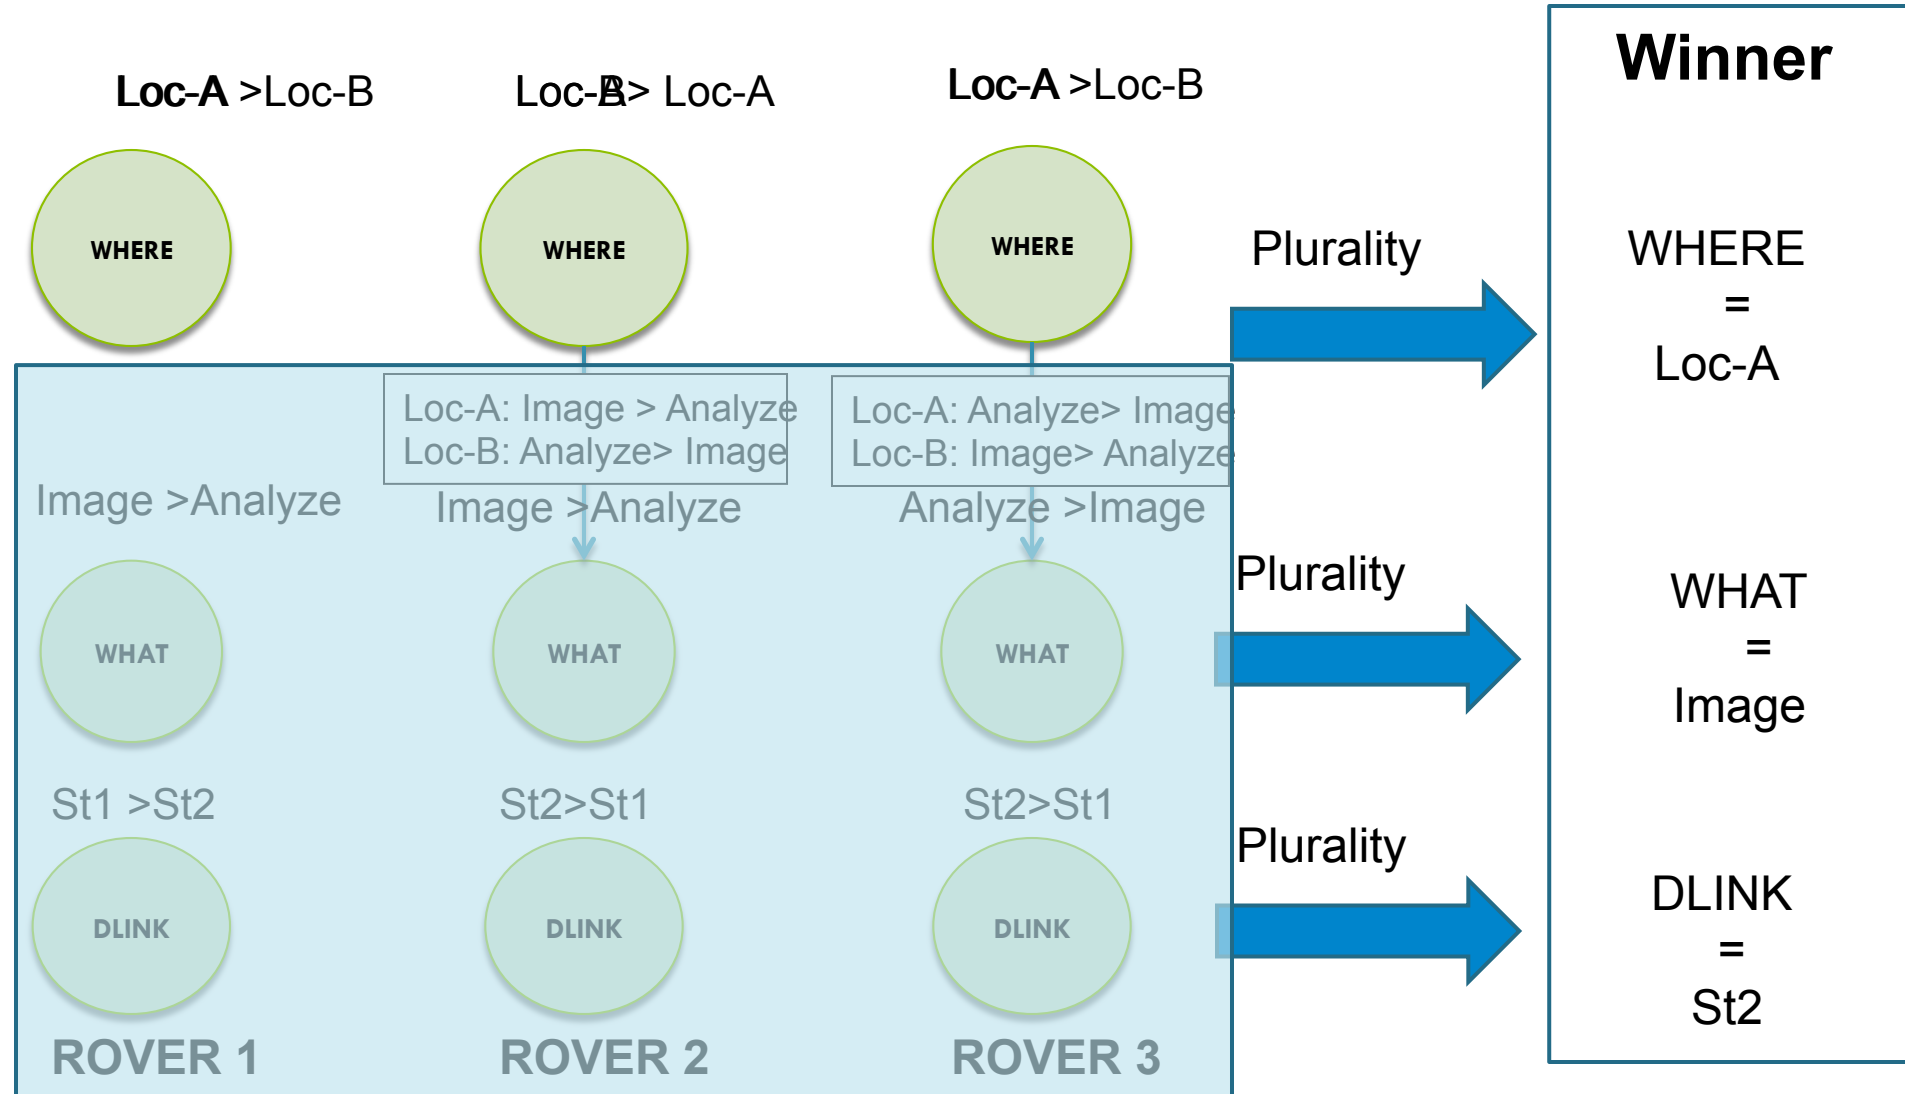 Loc-A >Loc-B
Loc-B> Loc-A
Loc-A >Loc-B
Winner
WHERE
WHERE
WHERE
Plurality
WHERE
=
Loc-A
Loc-A: Image > Analyze
Loc-B: Analyze> Image
Loc-A: Analyze> Image
Loc-B: Image> Analyze
Image >Analyze
Image >Analyze
Analyze >Image
Plurality
WHAT
WHAT
WHAT
WHAT
=
Image
St1 >St2
St2>St1
St2>St1
Plurality
DLINK
DLINK
DLINK
DLINK
=
St2
ROVER 1
ROVER 2
ROVER 3